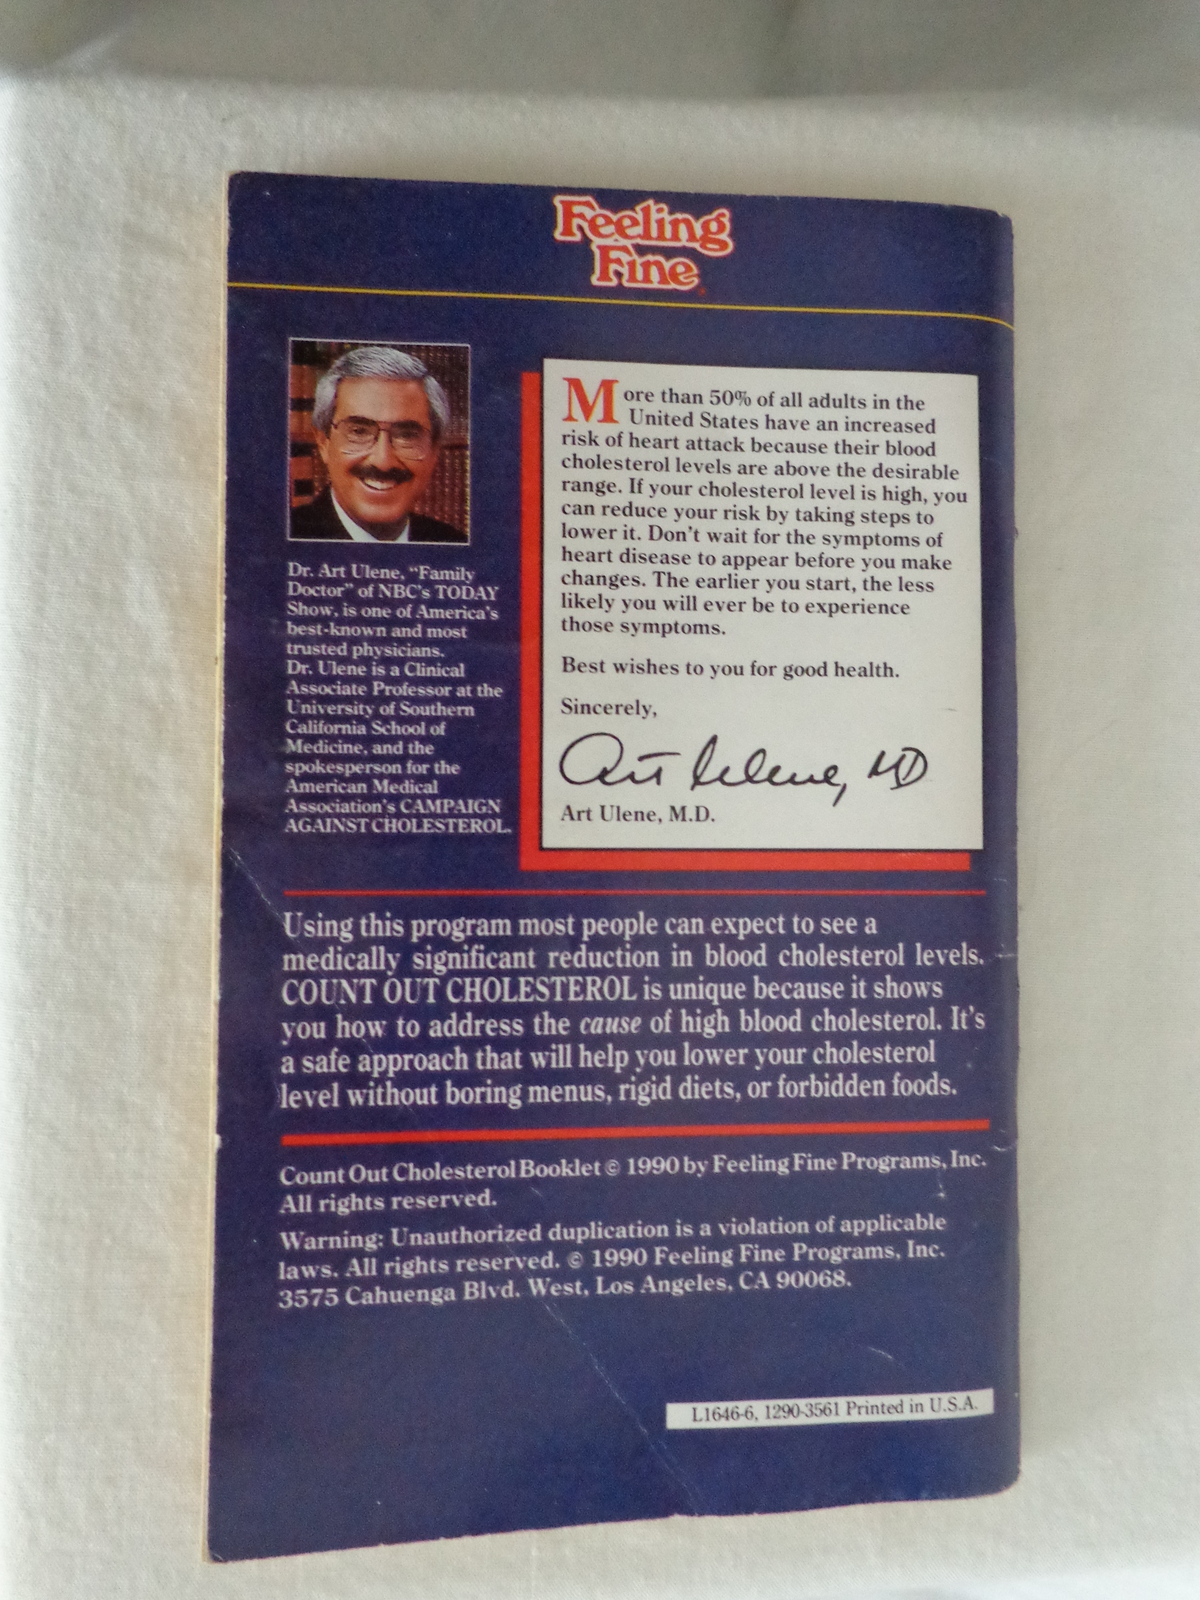 Feeling
Fine
Dr. Art Ulene, “Family
Doctor” of NBC’s TODAY
Show, is one of America’s
best-known and most
trusted physicians.
Dr. Ulene is a Clinical
Associate Professor at the
University of Southern
California School of
Medicine, and the
spokesperson for the
American Medical
Association’s CAMPAIGN
AGAINST CHOLESTEROL.
More than 50% of all adults in the
United States have an increased
risk of heart attack because their blood
cholesterol levels are above the desirable
range. If your cholesterol level is high, you
can reduce your risk by taking steps to
lower it. Don’t wait for the symptoms of
heart disease to appear before you make
changes. The earlier you start, the less
likely you will ever be to experience
those symptoms.
Best wishes to you for good health.
Sincerely,
Art Ulene, MD
Art Ulene, M.D.
Using this program most people can expect to see a
medically significant reduction in blood cholesterol levels.
COUNT OUT CHOLESTEROL is unique because it shows
you how to address the cause of high blood cholesterol. It’s
a safe approach that will help you lower your cholesterol
level without boring menus, rigid diets, or forbidden foods.
Count Out Cholesterol Booklet © 1990 by Feeling Fine Programs, Inc.
All rights reserved.
Warning: Unauthorized duplication is a violation of applicable
laws. All rights reserved. © 1990 Feeling Fine Programs, Inc.
3575 Cahuenga Blvd. West, Los Angeles, CA 90068.
L1646-6, 1290-3561 Printed in U.S.A.